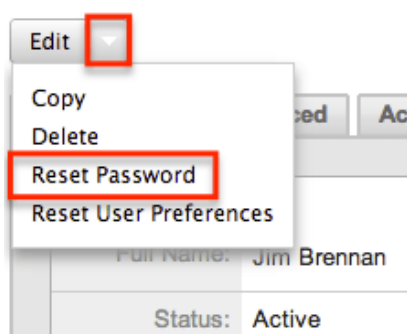 Edit
Copy
Delete
Reset Password
Reset User Preferences
Full Name: Jim Brennan
Status: Active